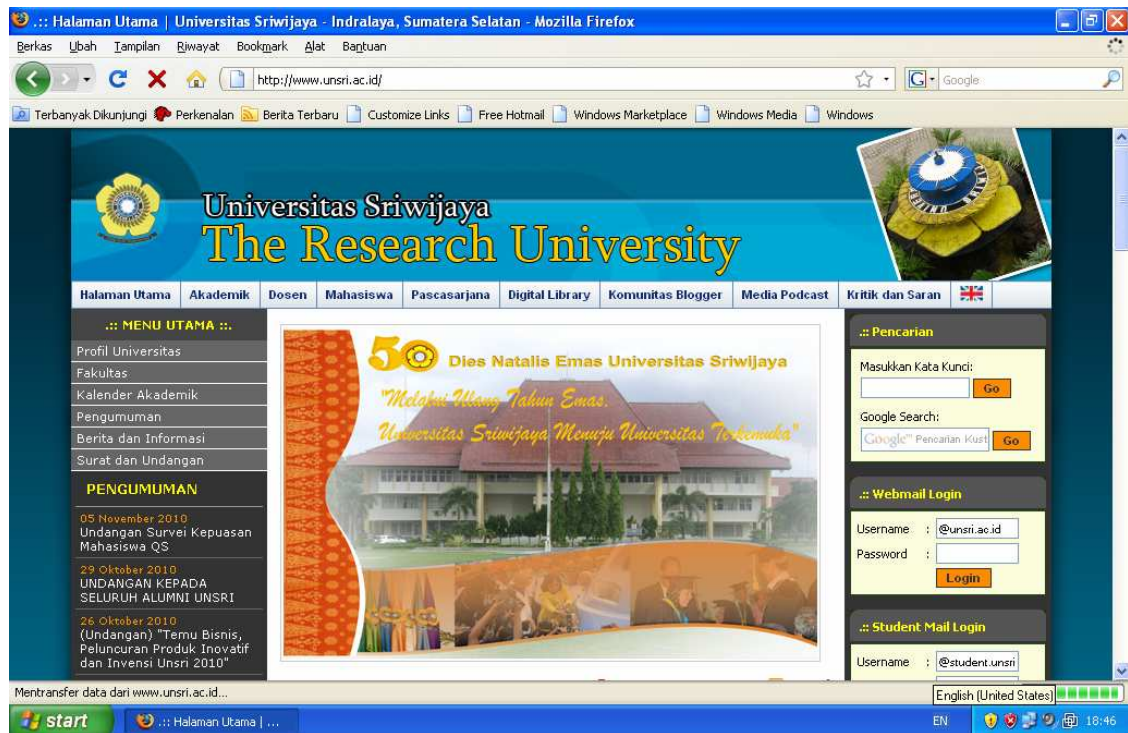 .:: Halaman Utama | Universitas Sriwijaya - Indralaya, Sumatera Selatan - Mozilla Firefox
Berkas Ubah Tampilan Riwayat Bookmark Alat Bantuan
http://www.unsri.ac.id/
G Google
Terbanyak Dikunjungi Perkenalan Berita Terbaru Customize Links Free Hotmail Windows Marketplace Windows Media Windows
Universitas Sriwijaya
The Research University
Halaman Utama Akademik Dosen Mahasiswa Pascasarjana Digital Library Komunitas Blogger Media Podcast Kritik dan Saran
.:: MENU UTAMA ::.
Profil Universitas
Fakultas
Kalender Akademik
Pengumuman
Berita dan Informasi
Surat dan Undangan
PENGUMUMAN
05 November 2010
Undangan Survei Kepuasan
Mahasiswa QS
29 Oktober 2010
UNDANGAN KEPADA
SELURUH ALUMNI UNSRI
26 Oktober 2010
(Undangan) "Temu Bisnis,
Peluncuran Produk Inovatif
dan Invensi Unsri 2010"
50 Dies Natalis Emas Universitas Sriwijaya
"Melalui Ulang Tahun Emas.
Universitas Sriwijaya Menuju Universitas Terkemuka"
.:: Pencarian
Masukkan Kata Kunci:
Go
Google Search:
Google™ Pencarian Kust Go
.:: Webmail Login
Username : @unsri.ac.id
Password :
Login
.:: Student Mail Login
Username : @student.unsri
Mentransfer data dari www.unsri.ac.id...
English (United States)
start .:: Halaman Utama | ... EN 18:46